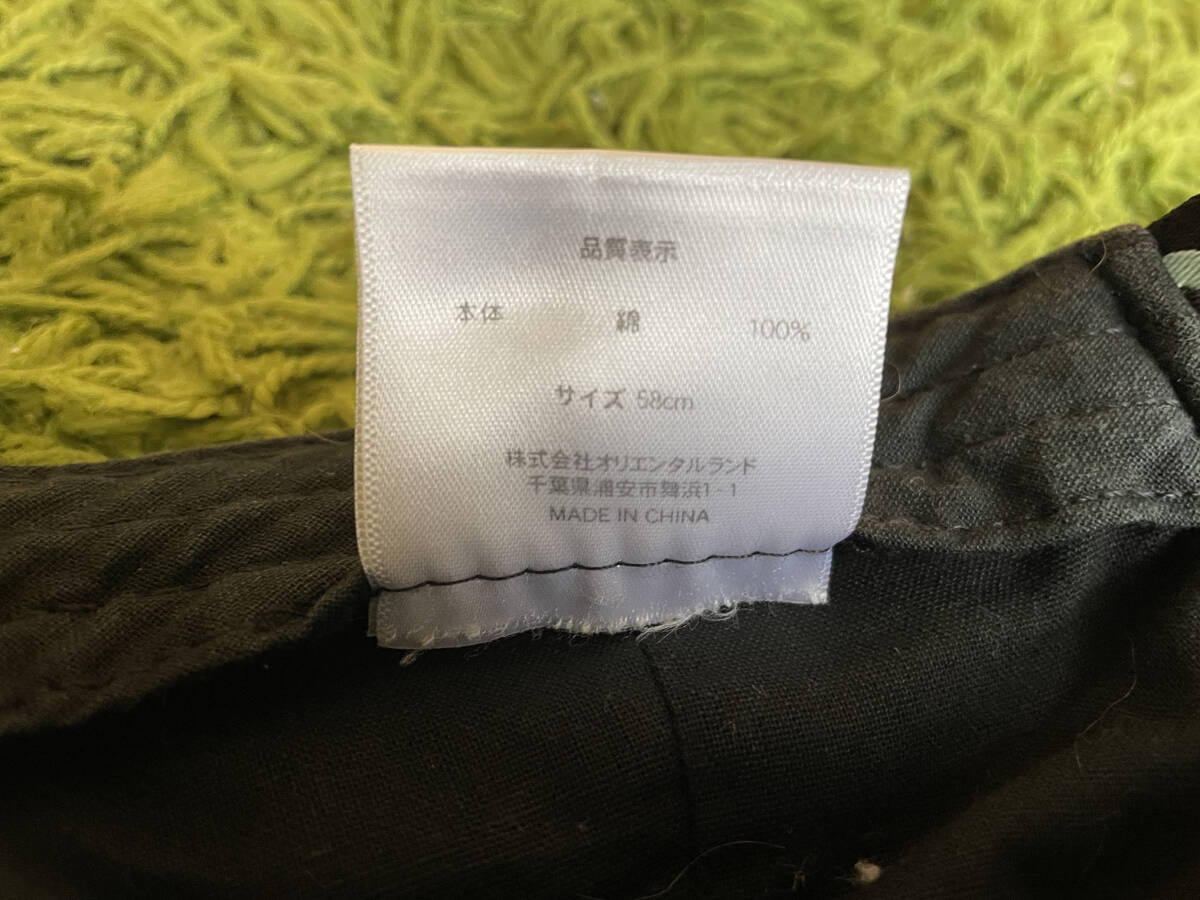 品質表示
本体 綿 100%
サイズ 58cm
株式会社オリエンタルランド
千葉県浦安市舞浜1-1
MADE IN CHINA